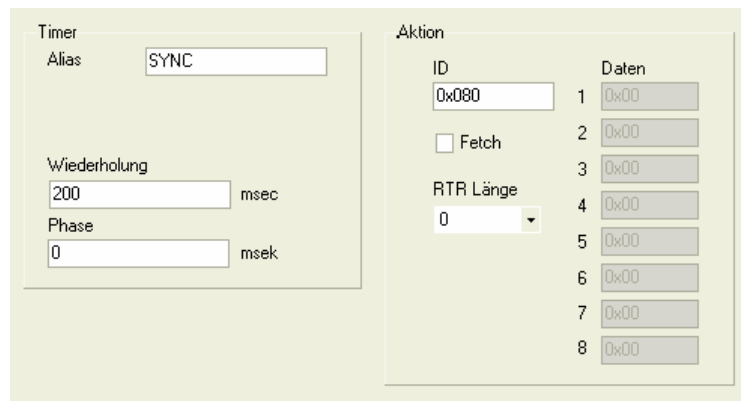 Timer
Alias SYNC
Wiederholung
200 msec
Phase
0 msek
Aktion
ID Daten
0x080 1 0x00
Fetch 2 0x00
3 0x00
RTR Länge
0 4 0x00
5 0x00
6 0x00
7 0x00
8 0x00